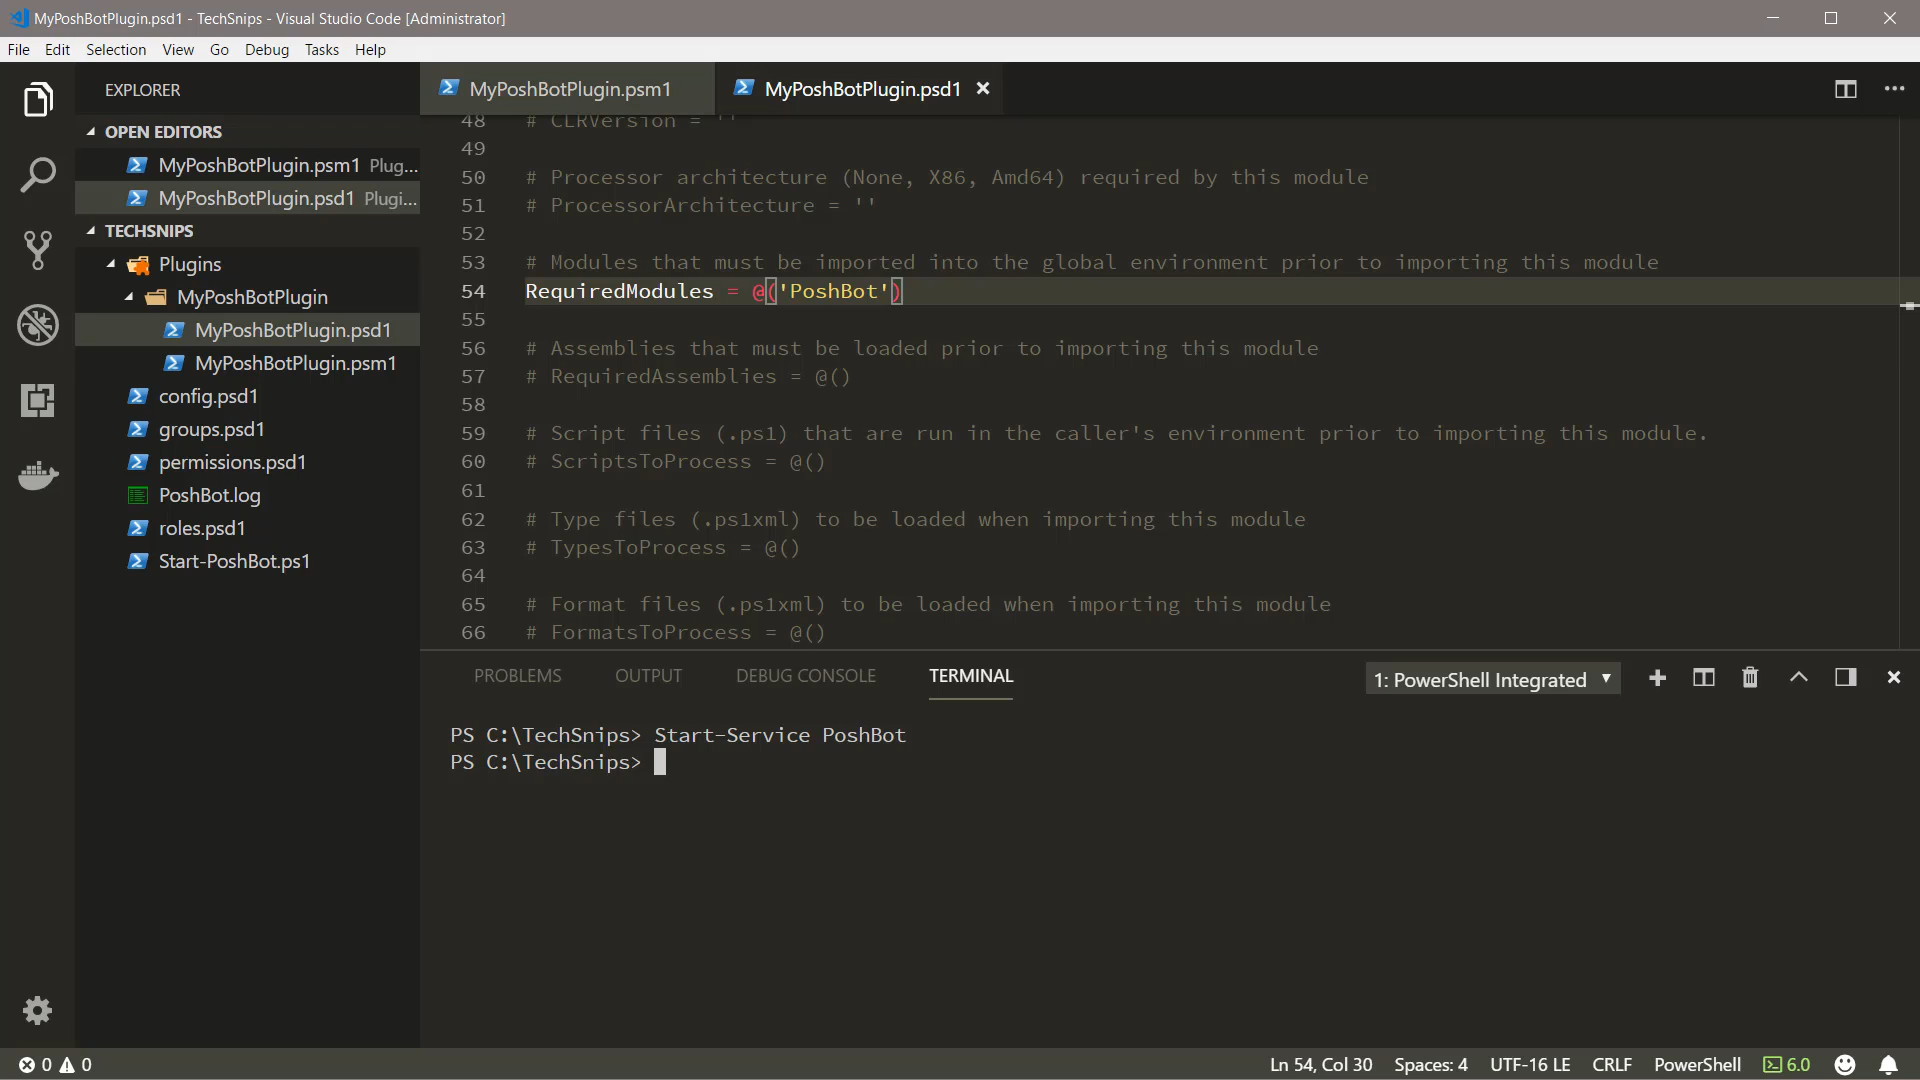 MyPoshBotPlugin.psd1 - TechSnips - Visual Studio Code [Administrator]
File Edit Selection View Go Debug Tasks Help
EXPLORER
OPEN EDITORS
MyPoshBotPlugin.psm1 Plug...
MyPoshBotPlugin.psd1 Plugi...
TECHSNIPS
Plugins
MyPoshBotPlugin
MyPoshBotPlugin.psd1
MyPoshBotPlugin.psm1
config.psd1
groups.psd1
permissions.psd1
PoshBot.log
roles.psd1
Start-PoshBot.ps1
MyPoshBotPlugin.psm1 MyPoshBotPlugin.psd1
48 # CLRVersion = ''
49
50 # Processor architecture (None, X86, Amd64) required by this module
51 # ProcessorArchitecture = ''
52
53 # Modules that must be imported into the global environment prior to importing this module
54 RequiredModules = @('PoshBot')
55
56 # Assemblies that must be loaded prior to importing this module
57 # RequiredAssemblies = @()
58
59 # Script files (.ps1) that are run in the caller's environment prior to importing this module.
60 # ScriptsToProcess = @()
61
62 # Type files (.ps1xml) to be loaded when importing this module
63 # TypesToProcess = @()
64
65 # Format files (.ps1xml) to be loaded when importing this module
66 # FormatsToProcess = @()
PROBLEMS OUTPUT DEBUG CONSOLE TERMINAL 1: PowerShell Integrated
PS C:\TechSnips> Start-Service PoshBot
PS C:\TechSnips>
0 0 Ln 54, Col 30 Spaces: 4 UTF-16 LE CRLF PowerShell 6.0